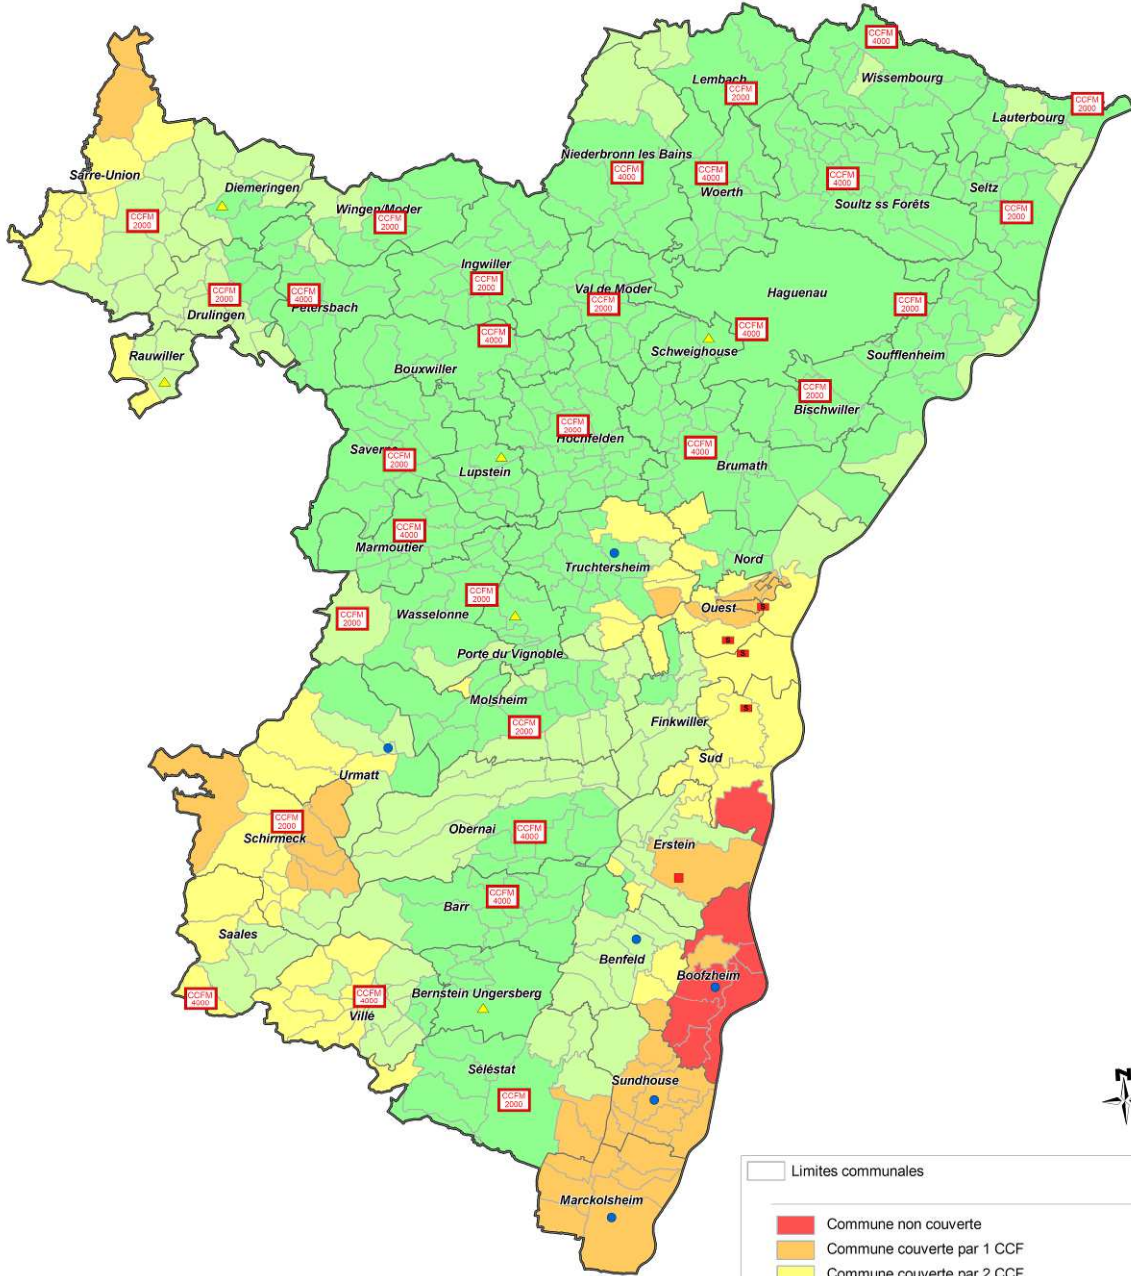 CCFM
4000
Lembach
CCFM
2000
Wissembourg
CCFM
2000
Lauterbourg
Niederbronn les Bains
CCFM
4000
CCFM
4000
Woerth
CCFM
4000
Soultz ss Forêts
Seltz
CCFM
2000
Sarre-Union
CCFM
2000
Diemeringen
Wingen/Moder
CCFM
2000
Ingwiller
CCFM
2000
Val de Moder
CCFM
2000
Haguenau
CCFM
2000
CCFM
2000
Drulingen
CCFM
4000
Petersbach
CCFM
4000
CCFM
4000
Schweighouse
Soufflenheim
Rauwiller
Bouxwiller
CCFM
2000
Bischwiller
CCFM
2000
Hochfelden
CCFM
4000
Brumath
Saverne
CCFM
2000
Lupstein
CCFM
4000
Marmoutier
Truchtersheim
Nord
CCFM
2000
Wasselonne
CCFM
2000
Ouest
S
S
S
Porte du Vignoble
Molsheim
CCFM
2000
Finkwiller
S
Sud
Urmatt
CCFM
2000
Schirmeck
Obernai
CCFM
4000
Erstein
CCFM
4000
Barr
Saales
Benfeld
Boofzheim
CCFM
4000
CCFM
4000
Villé
Bernstein Ungersberg
Séléstat
CCFM
2000
Sundhouse
Marckolsheim
N
Limites communales
Commune non couverte
Commune couverte par 1 CCF
Commune couverte par 2 CCF